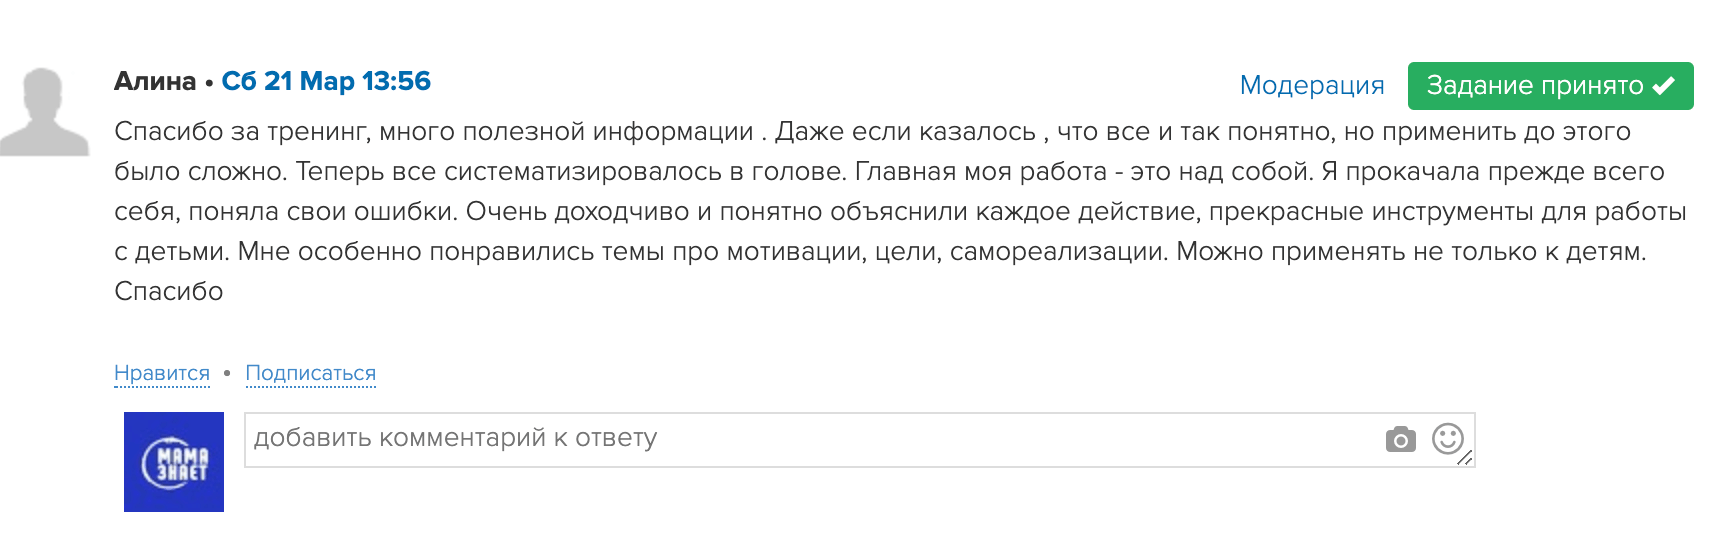 Алина • Сб 21 Мар 13:56
Модерация
Задание принято ✔
Спасибо за тренинг, много полезной информации . Даже если казалось , что все и так понятно, но применить до этого
было сложно. Теперь все систематизировалось в голове. Главная моя работа - это над собой. Я прокачала прежде всего
себя, поняла свои ошибки. Очень доходчиво и понятно объяснили каждое действие, прекрасные инструменты для работы
с детьми. Мне особенно понравились темы про мотивации, цели, самореализации. Можно применять не только к детям.
Спасибо
Нравится • Подписаться
МАМА
ЗНАЕТ
добавить комментарий к ответу